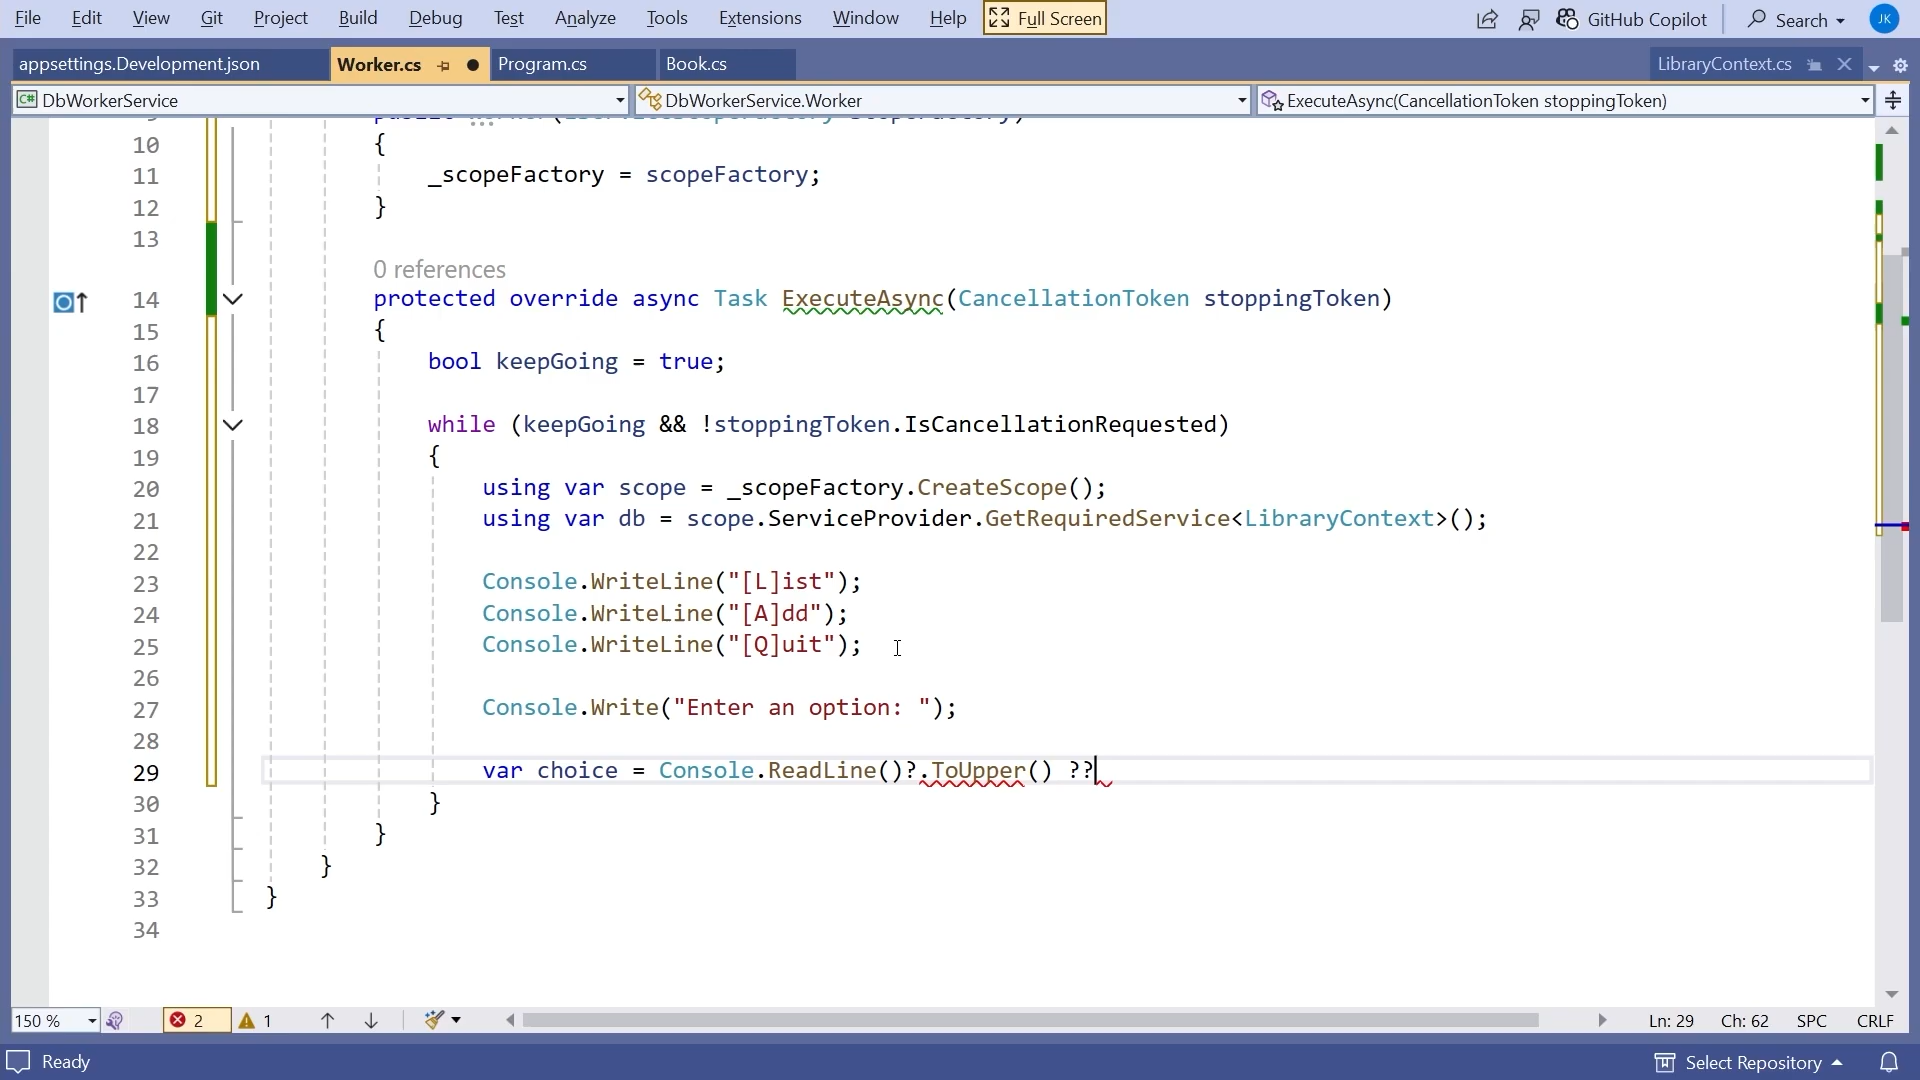 File Edit View Git Project Build Debug Test Analyze Tools Extensions Window Help Full Screen GitHub Copilot Search JK
appsettings.Development.json Worker.cs Program.cs Book.cs LibraryContext.cs
C# DbWorkerService DbWorkerService.Worker ExecuteAsync(CancellationToken stoppingToken)
10 {
11 _scopeFactory = scopeFactory;
12 }
13
0 references
14 protected override async Task ExecuteAsync(CancellationToken stoppingToken)
15 {
16 bool keepGoing = true;
17
18 while (keepGoing && !stoppingToken.IsCancellationRequested)
19 {
20 using var scope = _scopeFactory.CreateScope();
21 using var db = scope.ServiceProvider.GetRequiredService<LibraryContext>();
22
23 Console.WriteLine("[L]ist");
24 Console.WriteLine("[A]dd");
25 Console.WriteLine("[Q]uit");
26
27 Console.Write("Enter an option: ");
28
29 var choice = Console.ReadLine()?.ToUpper() ??
30 }
31 }
32 }
33 }
34
150 % 2 1 Ln: 29 Ch: 62 SPC CRLF
Ready Select Repository